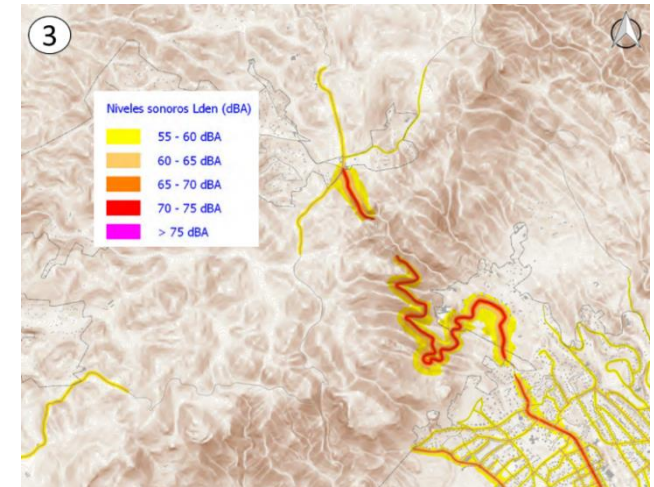 3
Niveles sonoros Lden (dBA)
55 - 60 dBA
60 - 65 dBA
65 - 70 dBA
70 - 75 dBA
> 75 dBA